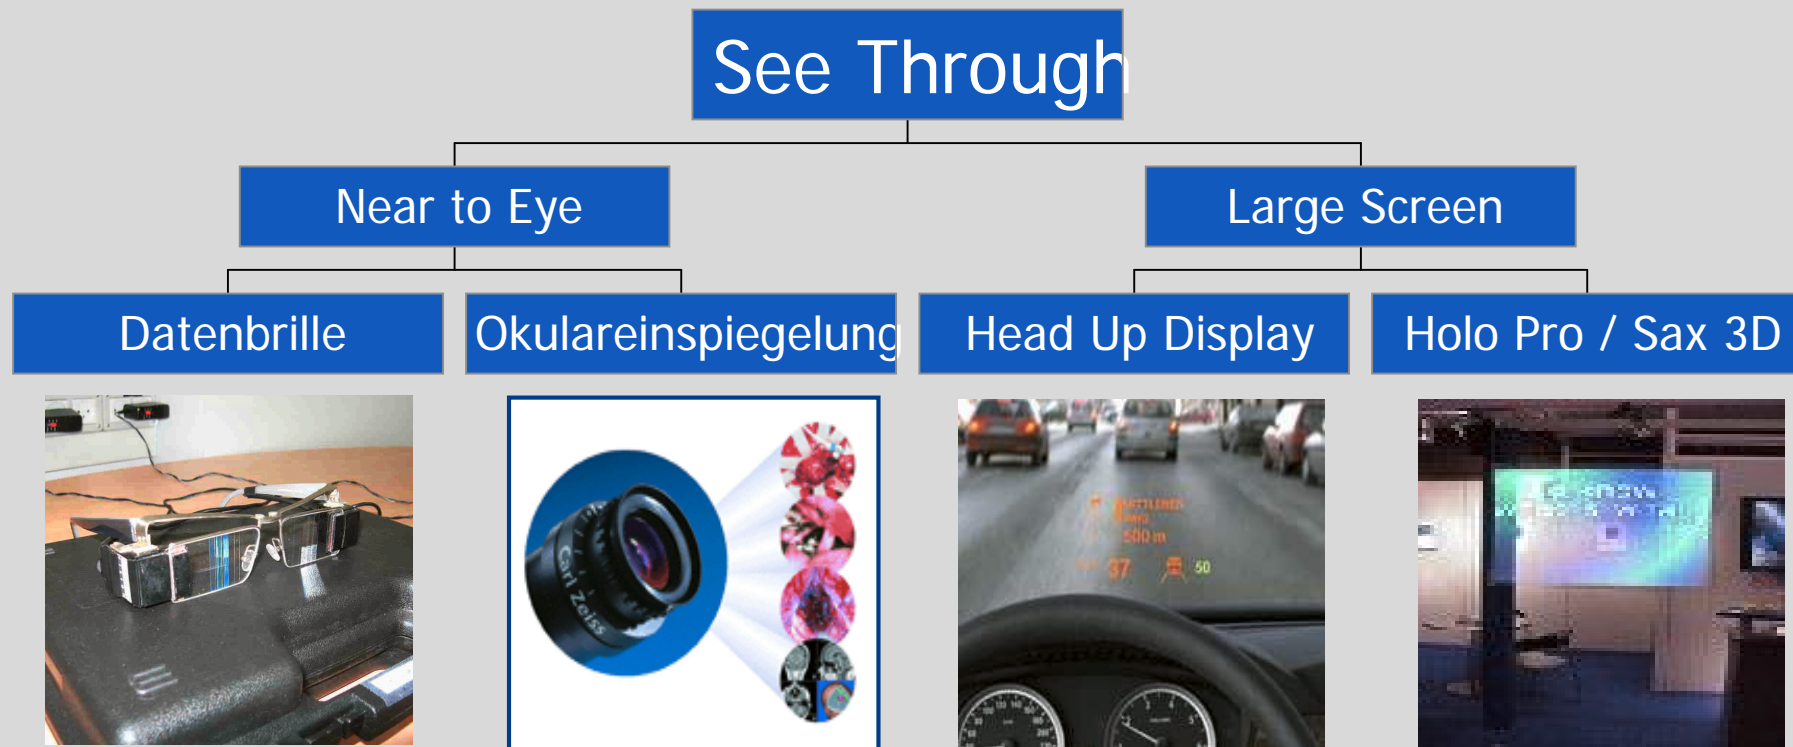 See Through
Near to Eye
Large Screen
Datenbrille
Okulareinspiegelung
Head Up Display
Holo Pro / Sax 3D
Carl Zeiss
500 m
37
50